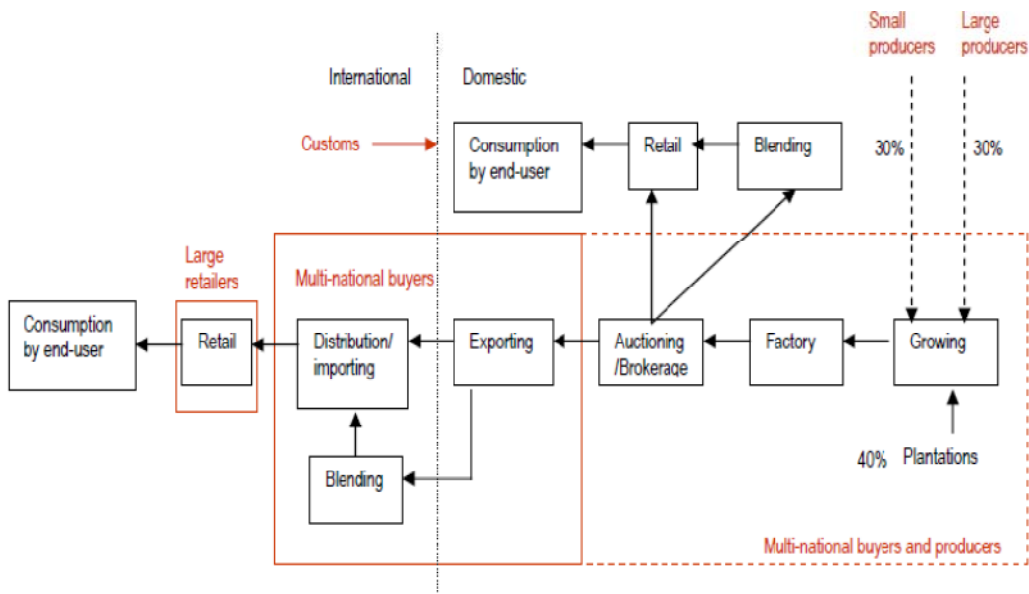 Small
producers
Large
producers
International
Domestic
Customs
Consumption
by end-user
Retail
Blending
30%
30%
Large
retailers
Multi-national buyers
Consumption
by end-user
Retail
Distribution/
importing
Exporting
Auctioning
/Brokerage
Factory
Growing
Blending
40%
Plantations
Multi-national buyers and producers